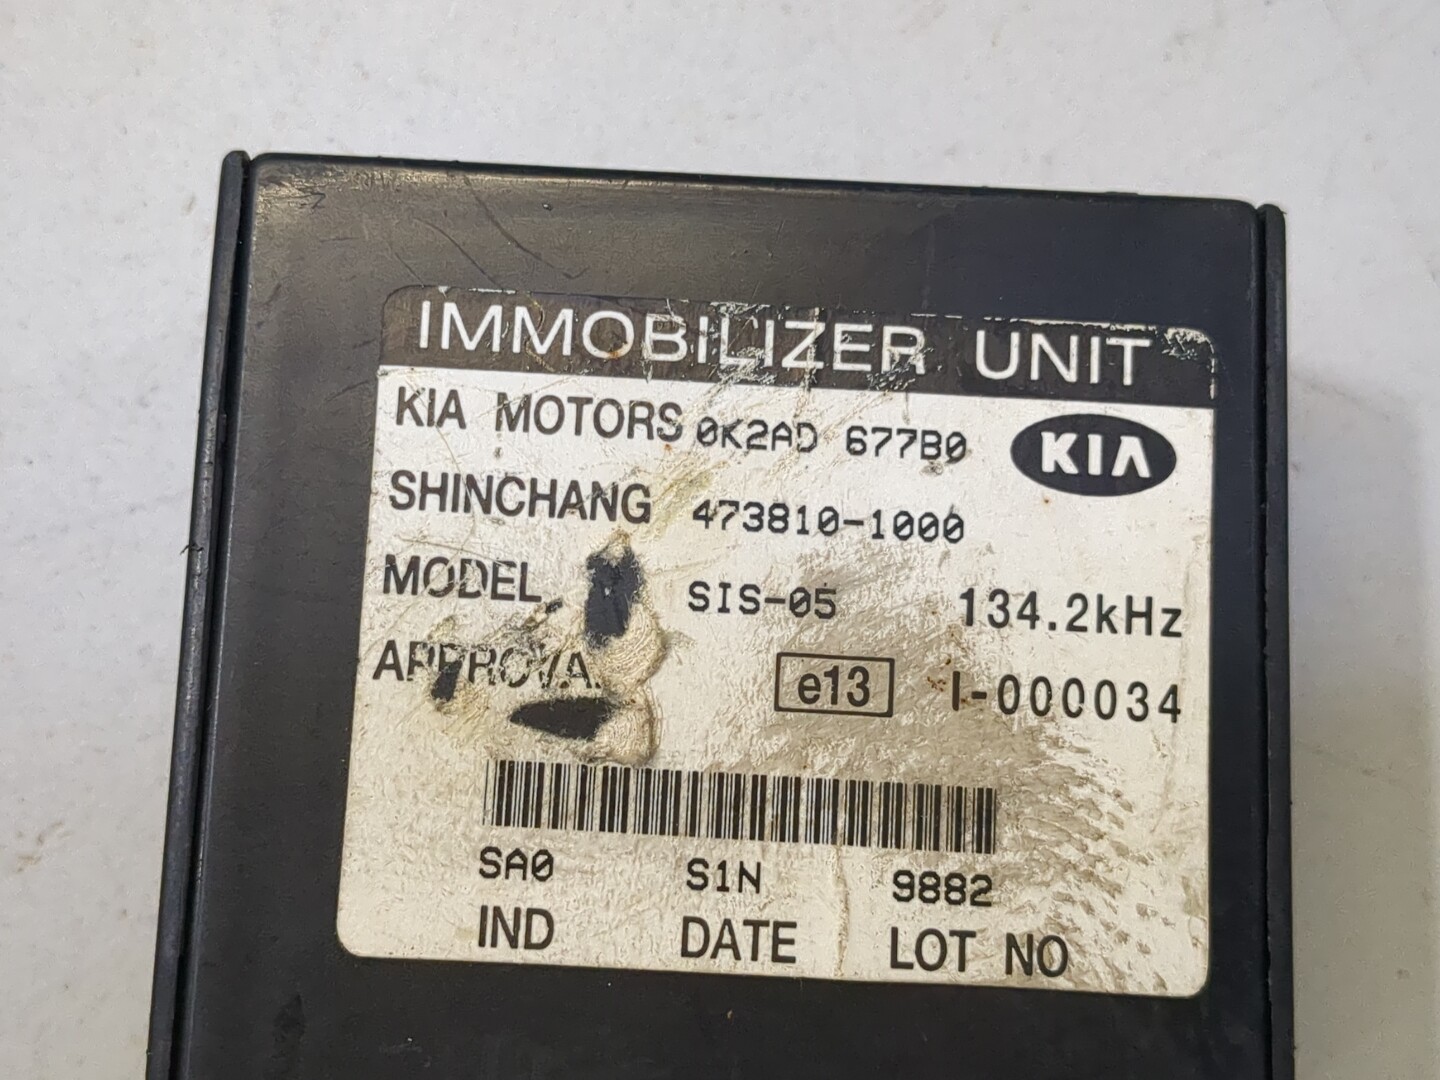 IMMOBILIZER UNIT
KIA MOTORS 0K2AD 677B0 KIA
SHINCHANG 473810-1000
MODEL SIS-05 134.2kHz
APPROVAL e13 I-000034
SA0 S1N 9882
IND DATE LOT NO